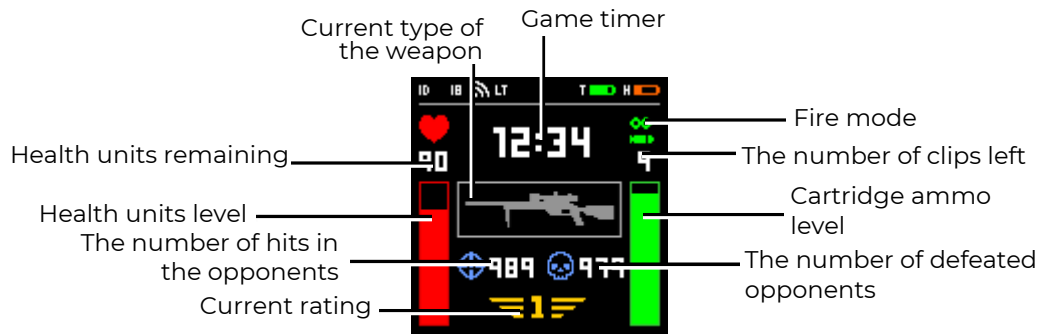 Game timer
Current type of
the weapon
ID 18 LT T H
12:34
Fire mode
Health units remaining
90
9
The number of clips left
Cartridge ammo
level
Health units level
The number of hits in
the opponents
989
977
The number of defeated
opponents
Current rating
1